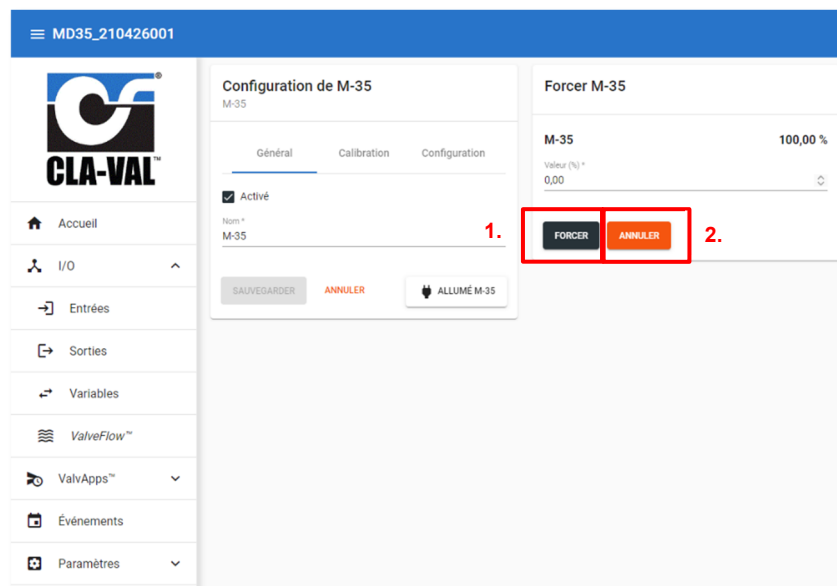 MD35_210426001
CLA-VAL™
Accueil
I/O
Entrées
Sorties
Variables
ValveFlow™
ValvApps™
Événements
Paramètres
Configuration de M-35
M-35
Général Calibration Configuration
Activé
Nom *
M-35
SAUVEGARDER ANNULER ALLUMÉ M-35
Forcer M-35
M-35 100,00 %
Valeur (%) *
0,00
1. FORCER ANNULER 2.